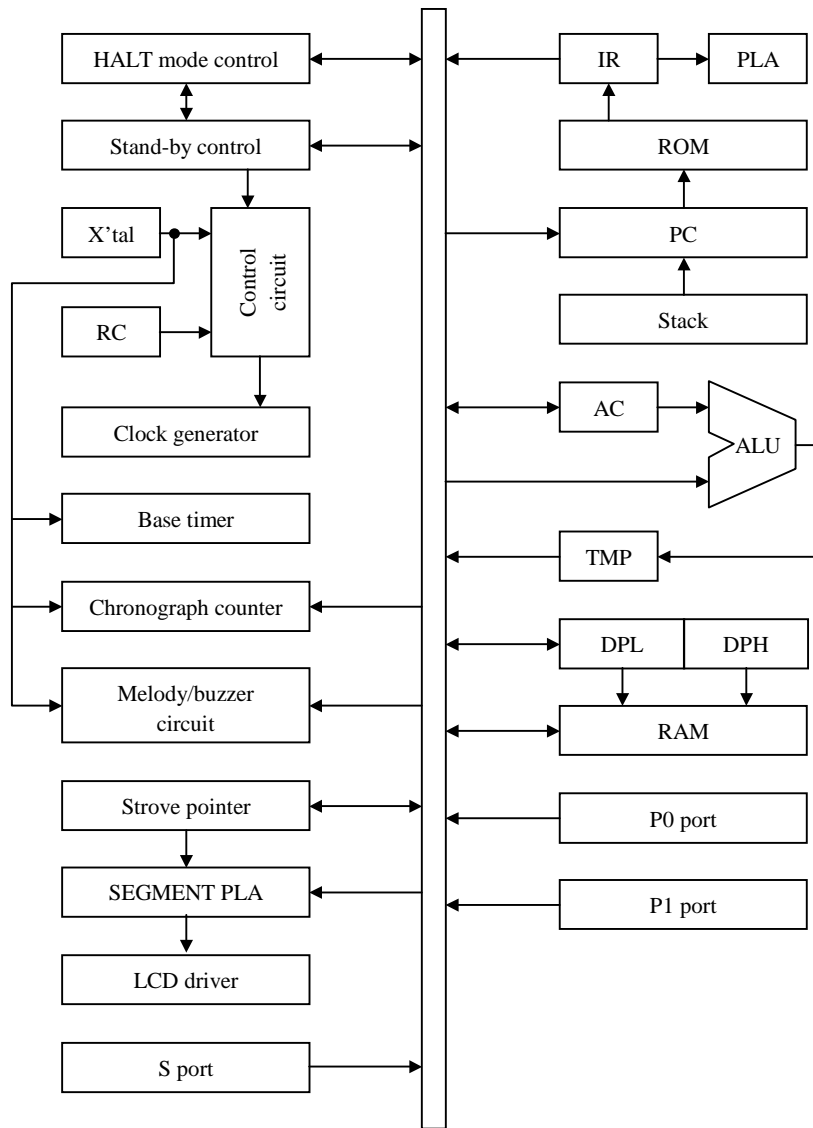 HALT mode control
Stand-by control
X'tal
RC
Control
circuit
Clock generator
Base timer
Chronograph counter
Melody/buzzer
circuit
Strove pointer
SEGMENT PLA
LCD driver
S port
IR
PLA
ROM
PC
Stack
AC
ALU
TMP
DPL
DPH
RAM
P0 port
P1 port